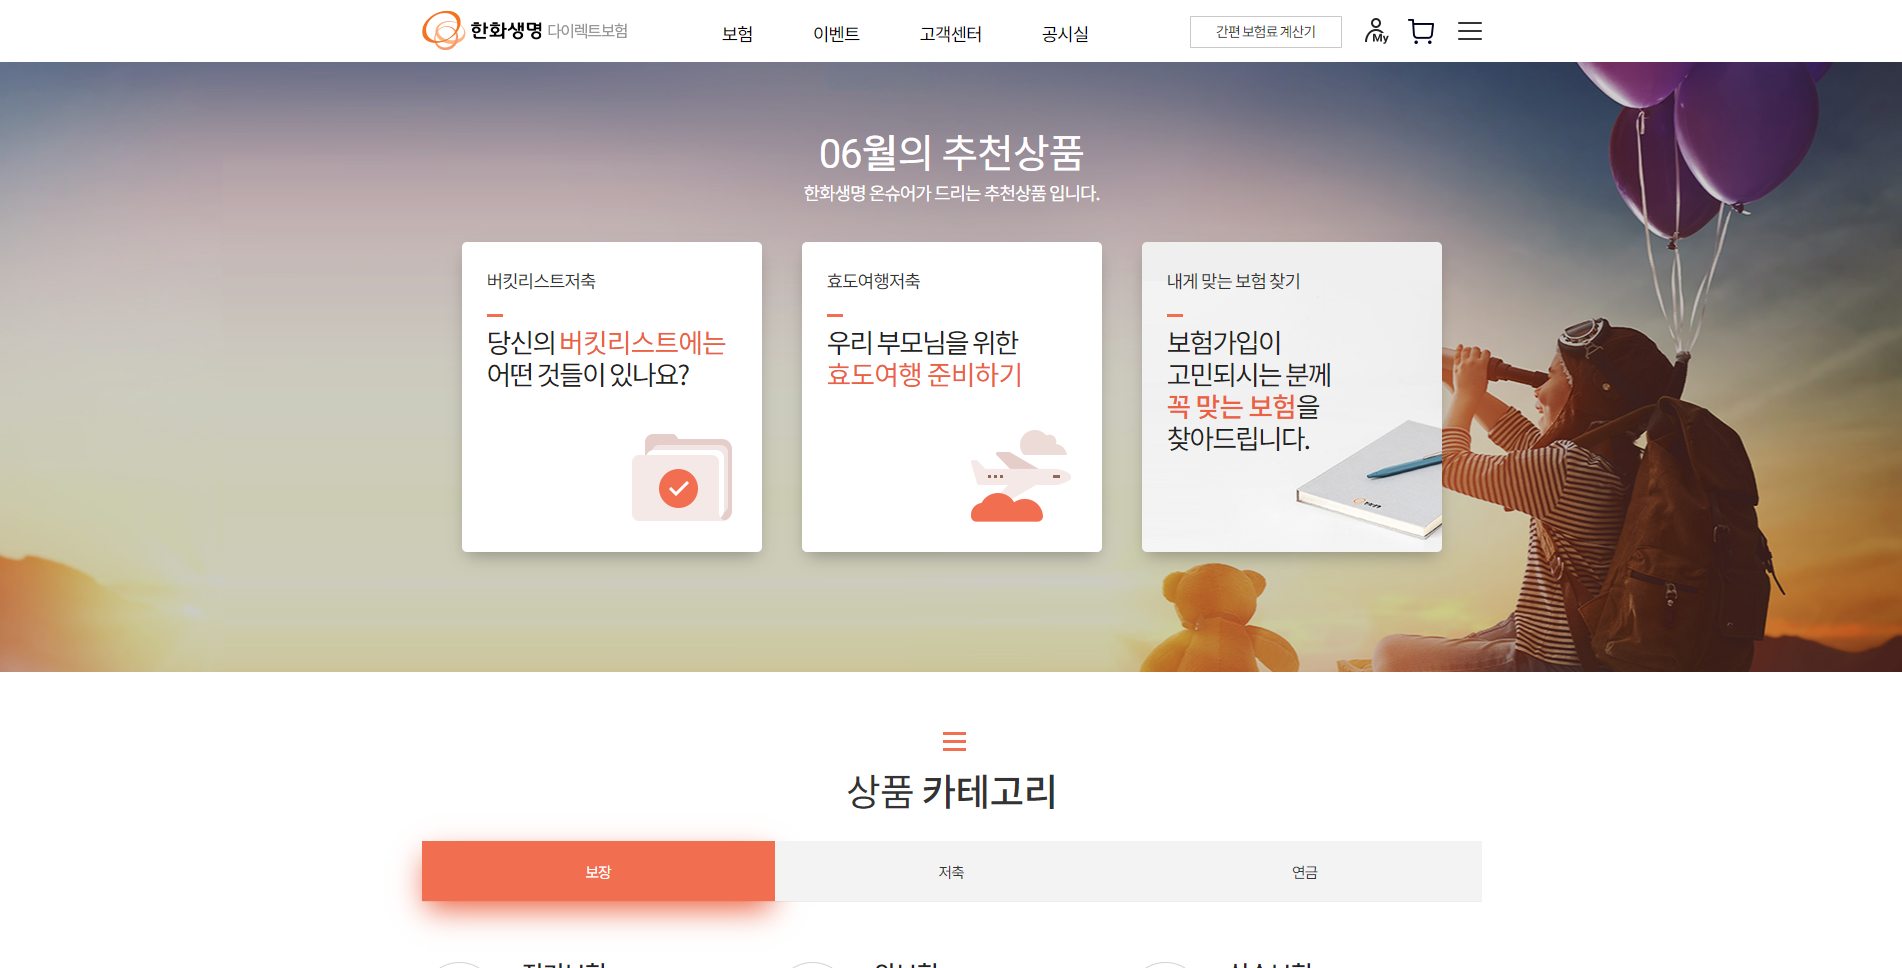 한화생명 다이렉트보험
보험 이벤트 고객센터 공시실
간편 보험료 계산기
My
06월의 추천상품
한화생명 온슈어가 드리는 추천상품 입니다.
버킷리스트저축
당신의 버킷리스트에는
어떤 것들이 있나요?
효도여행저축
우리 부모님을 위한
효도여행 준비하기
내게 맞는 보험 찾기
보험가입이
고민되시는 분께
꼭 맞는 보험을
찾아드립니다.
상품 카테고리
보장 저축 연금